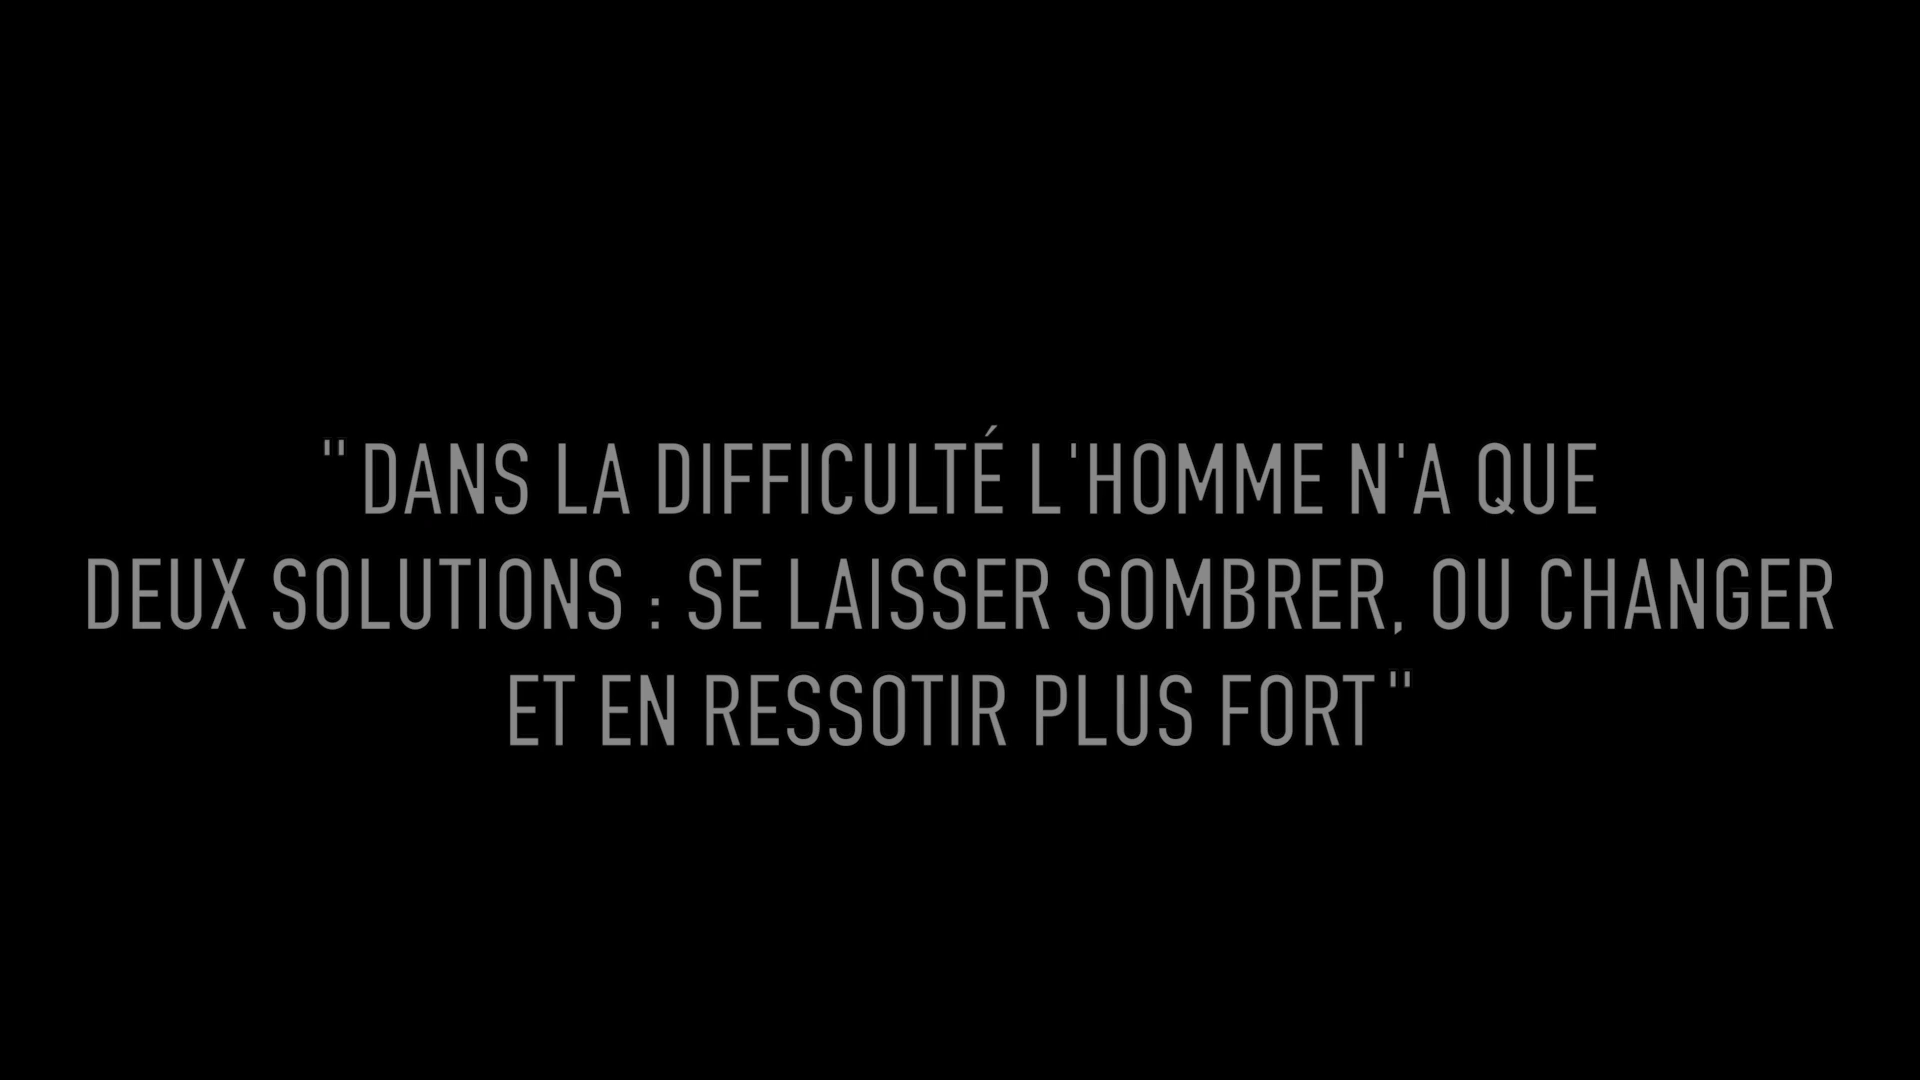 "DANS LA DIFFICULTÉ L'HOMME N'A QUE
DEUX SOLUTIONS : SE LAISSER SOMBRER, OU CHANGER
ET EN RESSOTIR PLUS FORT"